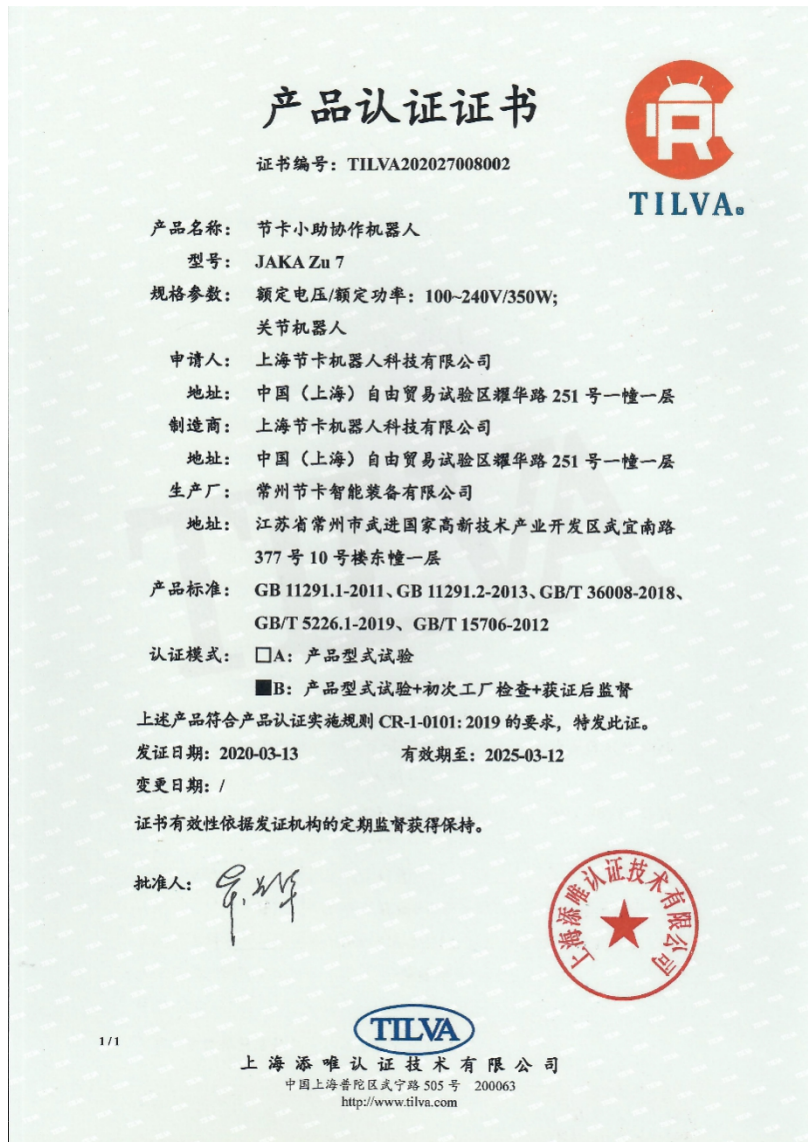 产品认证证书
证书编号：TILVA202027008002
TILVA®
产品名称： 节卡小助协作机器人
型号： JAKA Zu 7
规格参数： 额定电压/额定功率：100~240V/350W;
关节机器人
申请人： 上海节卡机器人科技有限公司
地址： 中国（上海）自由贸易试验区耀华路 251 号一幢一层
制造商： 上海节卡机器人科技有限公司
地址： 中国（上海）自由贸易试验区耀华路 251 号一幢一层
生产厂： 常州节卡智能装备有限公司
地址： 江苏省常州市武进国家高新技术产业开发区武宜南路
377 号 10 号楼东幢一层
产品标准： GB 11291.1-2011、GB 11291.2-2013、GB/T 36008-2018、
GB/T 5226.1-2019、GB/T 15706-2012
认证模式： □A：产品型式试验
■B：产品型式试验+初次工厂检查+获证后监督
上述产品符合产品认证实施规则 CR-1-0101: 2019 的要求，特发此证。
发证日期：2020-03-13 有效期至：2025-03-12
变更日期：/
证书有效性依据发证机构的定期监督获得保持。
批准人：
上海添唯认证技术有限公司
1 / 1
TILVA
上海添唯认证技术有限公司
中国上海普陀区武宁路 505 号 200063
http://www.tilva.com